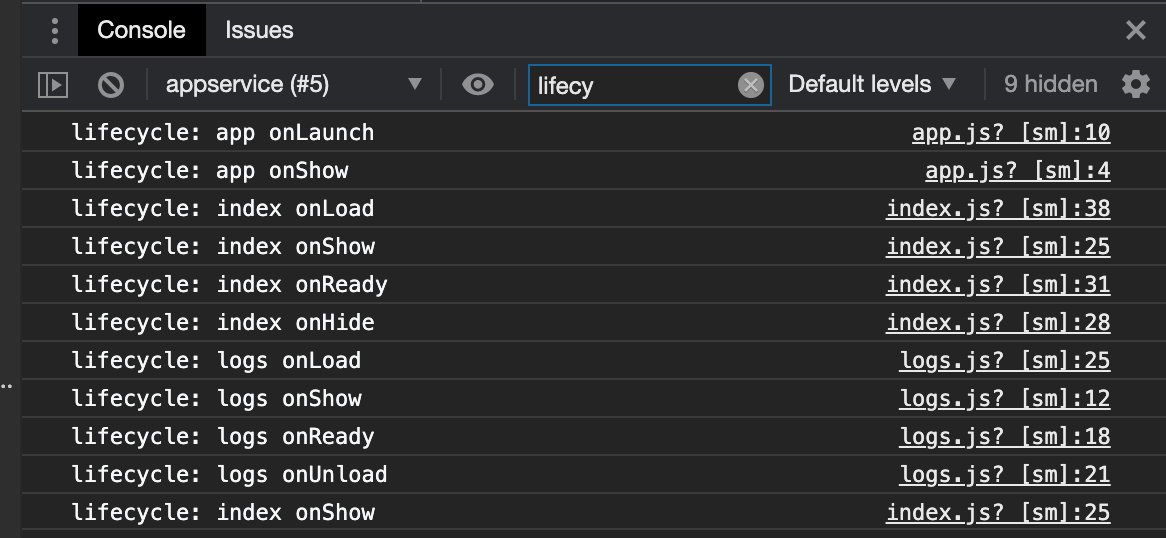 Console Issues
appservice (#5) lifecy Default levels 9 hidden
lifecycle: app onLaunch app.js? [sm]:10
lifecycle: app onShow app.js? [sm]:4
lifecycle: index onLoad index.js? [sm]:38
lifecycle: index onShow index.js? [sm]:25
lifecycle: index onReady index.js? [sm]:31
lifecycle: index onHide index.js? [sm]:28
lifecycle: logs onLoad logs.js? [sm]:25
lifecycle: logs onShow logs.js? [sm]:12
lifecycle: logs onReady logs.js? [sm]:18
lifecycle: logs onUnload logs.js? [sm]:21
lifecycle: index onShow index.js? [sm]:25